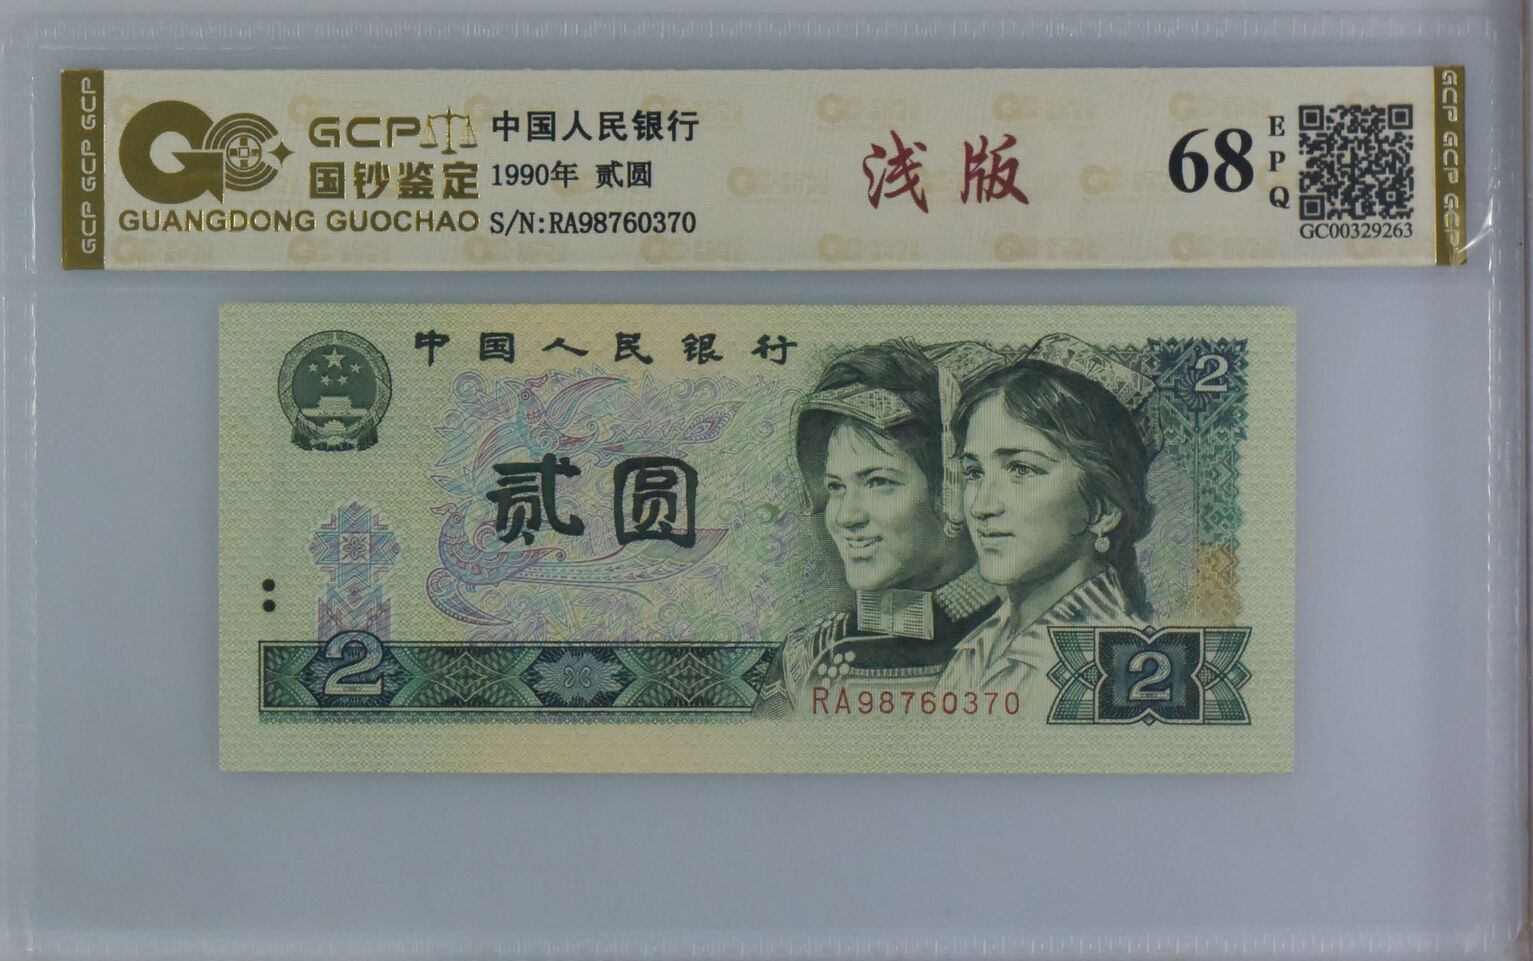 GCP 国钞鉴定
GUANGDONG GUOCHAO
中国人民银行
1990年 贰圆
S/N:RA98760370
浅版
68
EPQ
GC00329263
GCP GCP GCP
GCP GCP GCP
中国人民银行
2
贰圆
2
RA98760370
2